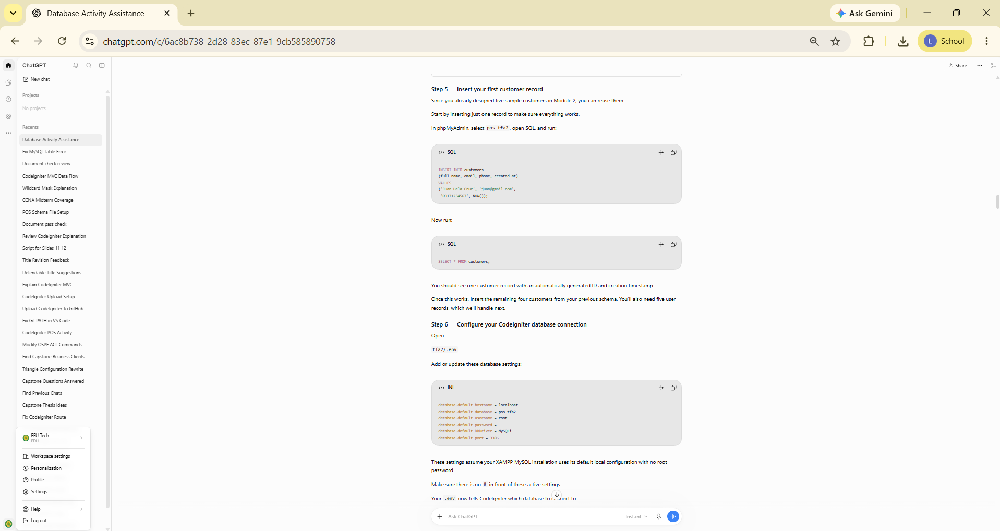 Database Activity Assistance
Ask Gemini
chatgpt.com/c/6ac8b738-2d28-83ec-87e1-9cb585890758
L
School
ChatGPT
Share
New chat
Projects
No projects
Recents
Database Activity Assistance
Fix MySQL Table Error
Document check review
CodeIgniter MVC Data Flow
Wildcard Mask Explanation
CCNA Midterm Coverage
POS Schema File Setup
Document pass check
Review CodeIgniter Explanation
Script for Slides 11 12
Title Revision Feedback
Defendable Title Suggestions
Explain CodeIgniter MVC
CodeIgniter Upload Setup
Upload CodeIgniter To GitHub
Fix Git PATH in VS Code
CodeIgniter POS Activity
Modify OSPF ACL Commands
Find Capstone Business Clients
Triangle Configuration Rewrite
Capstone Questions Answered
Find Previous Chats
Capstone Thesis Ideas
Fix CodeIgniter Route
FEU Tech
EDU
Workspace settings
Personalization
Profile
Settings
Help
Log out
Step 5 — Insert your first customer record
Since you already designed five sample customers in Module 2, you can reuse them.
Start by inserting just one record to make sure everything works.
In phpMyAdmin, select pos_tfa2, open SQL, and run:
SQL
INSERT INTO customers
(full_name, email, phone, created_at)
VALUES
('Juan Dela Cruz', 'juan@gmail.com',
'09171234567', NOW());
Now run:
SQL
SELECT * FROM customers;
You should see one customer record with an automatically generated ID and creation timestamp.
Once this works, insert the remaining four customers from your previous schema. You'll also need five user
records, which we'll handle next.
Step 6 — Configure your CodeIgniter database connection
Open:
tfa2/.env
Add or update these database settings:
INI
database.default.hostname = localhost
database.default.database = pos_tfa2
database.default.username = root
database.default.password =
database.default.DBDriver = MySQLi
database.default.port = 3306
These settings assume your XAMPP MySQL installation uses its default local configuration with no root
password.
Make sure there is no # in front of these active settings.
Your .env now tells CodeIgniter which database to connect to.
Ask ChatGPT
Instant